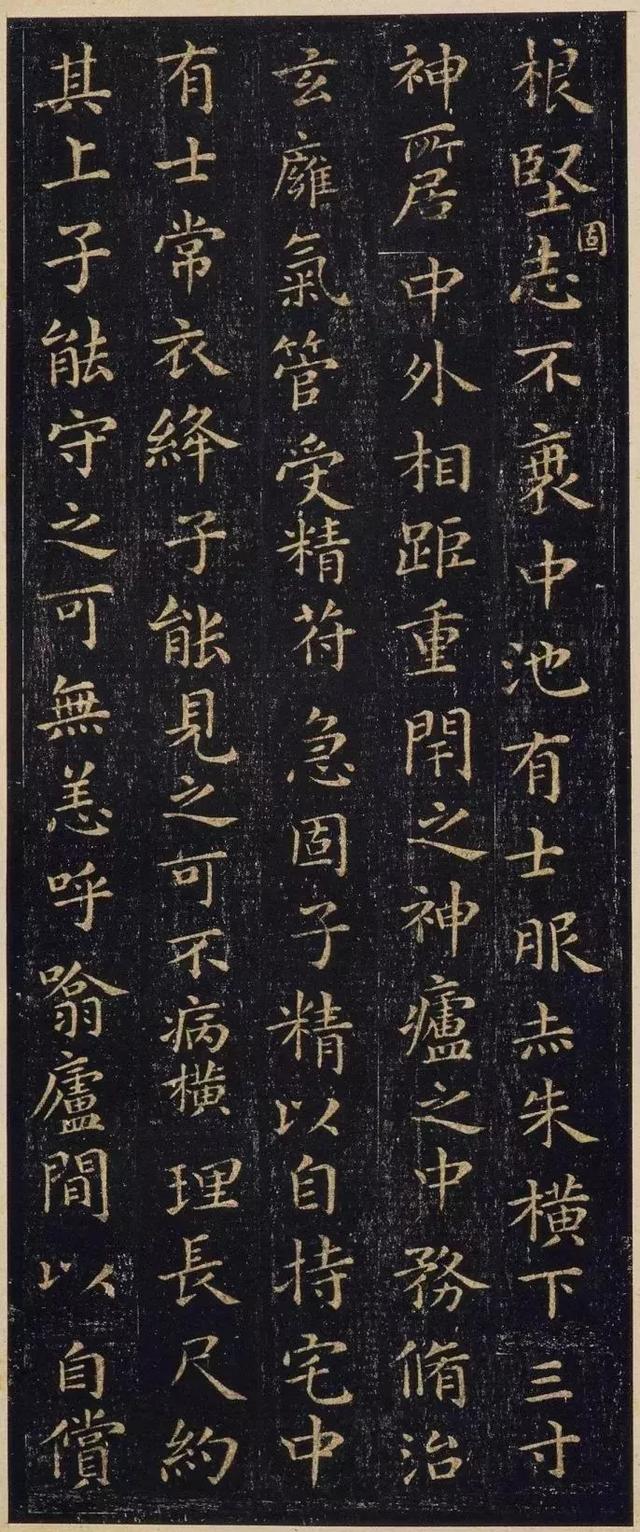 根堅固志不衰中池有士服赤朱橫下三寸
神所居中外相距重閇之神廬之中務脩治
玄廱氣管受精符急固子精以自持宅中
有士常衣絳子能見之可不病橫理長尺約
其上子能守之可無恙呼噏廬間以自償